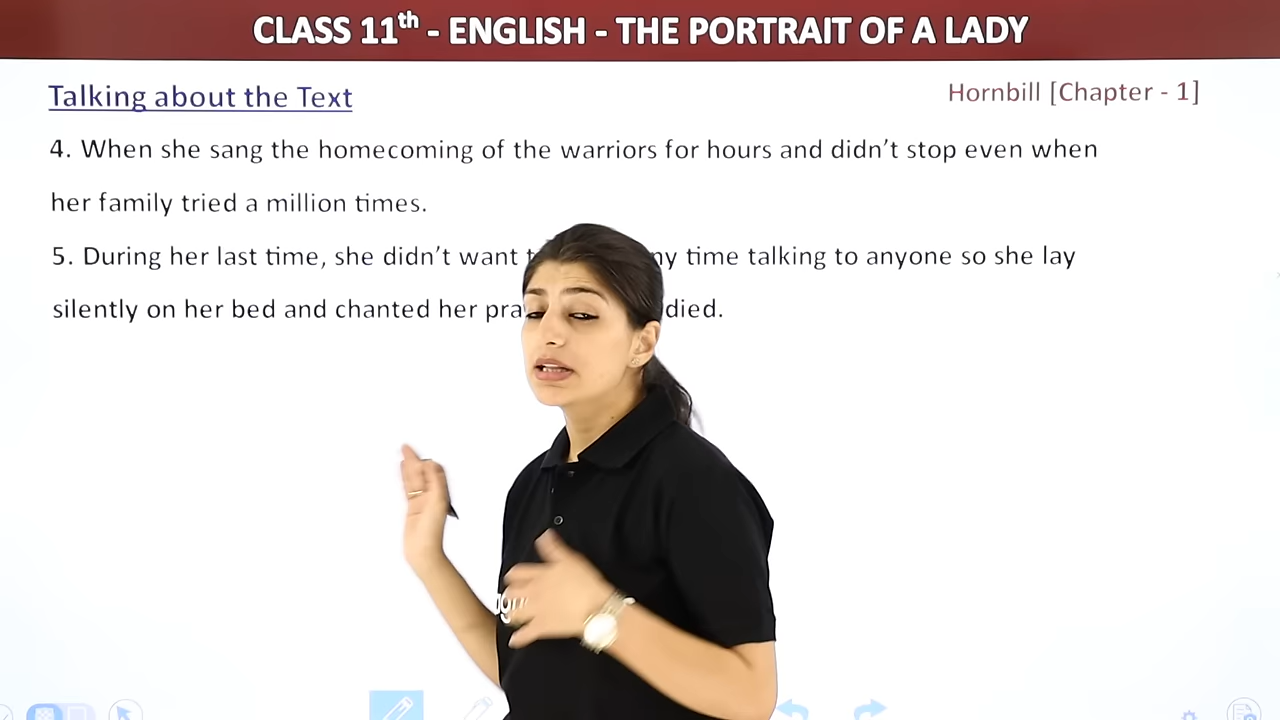 CLASS 11th - ENGLISH - THE PORTRAIT OF A LADY
Talking about the Text
Hornbill [Chapter - 1]
4. When she sang the homecoming of the warriors for hours and didn't stop even when
her family tried a million times.
5. During her last time, she didn't want time talking to anyone so she lay
silently on her bed and chanted her died.